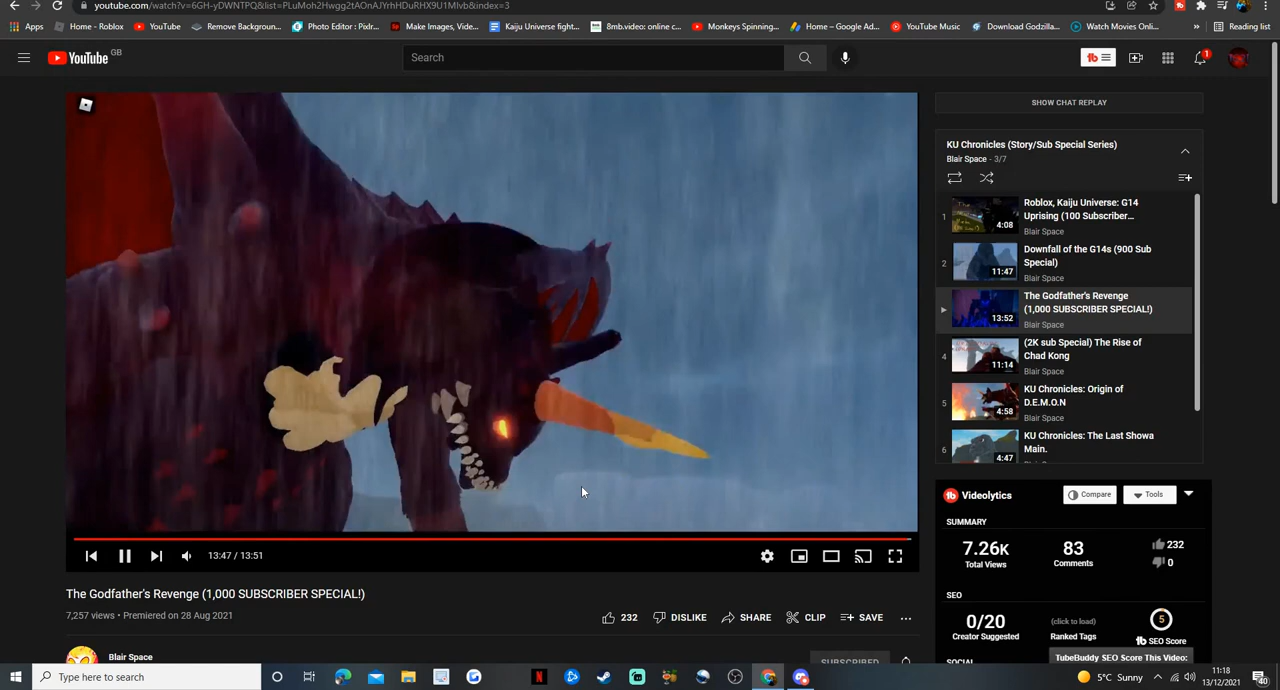 youtube.com/watch?v=6GH-yDWNTPQ&list=PLuMoh2Hwgg2tAOnAJYrhHDuRHX9U1Mlvb&index=3
Apps Home - Roblox YouTube Remove Backgroun... Photo Editor : Pidr... Make Images, Vide... Kaiju Universe fight... 8mb.video: online c... Monkeys Spinning... Home – Google Ad... YouTube Music Download Godzilla... Watch Movies Onli... » Reading list
YouTube GB
Search
1
SHOW CHAT REPLAY
KU Chronicles (Story/Sub Special Series)
Blair Space - 3/7
1 Roblox, Kaiju Universe: G14
Uprising (100 Subscriber...
4:08
Blair Space
2 Downfall of the G14s (900 Sub
Special)
11:47
Blair Space
The Godfather's Revenge
(1,000 SUBSCRIBER SPECIAL!)
13:52
Blair Space
4 (2K sub Special) The Rise of
Chad Kong
11:14
Blair Space
5 KU Chronicles: Origin of
D.E.M.O.N
4:58
Blair Space
6 KU Chronicles: The Last Showa
Main.
4:47
13:47 / 13:51
The Godfather's Revenge (1,000 SUBSCRIBER SPECIAL!)
7,257 views • Premiered on 28 Aug 2021
232 DISLIKE SHARE CLIP SAVE ...
Blair Space
SUBSCRIBED
tb Videolytics Compare Tools
SUMMARY
7.26K 83 232
Total Views Comments 0
SEO
0/20 (click to load) 5
Creator Suggested Ranked Tags tb SEO Score
TubeBuddy SEO Score This Video:
SOCIAL
Type here to search
5°C Sunny
11:18
13/12/2021
40